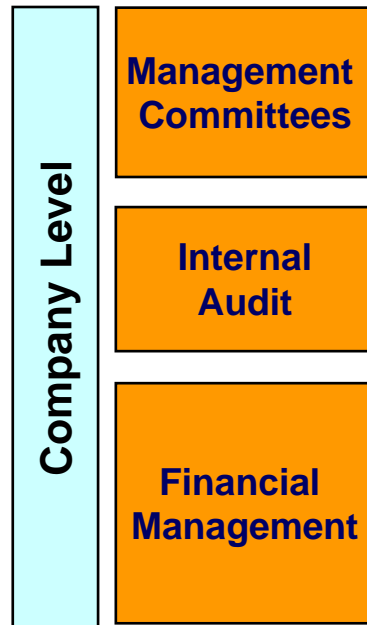 Company Level
Management
Committees
Internal
Audit
Financial
Management